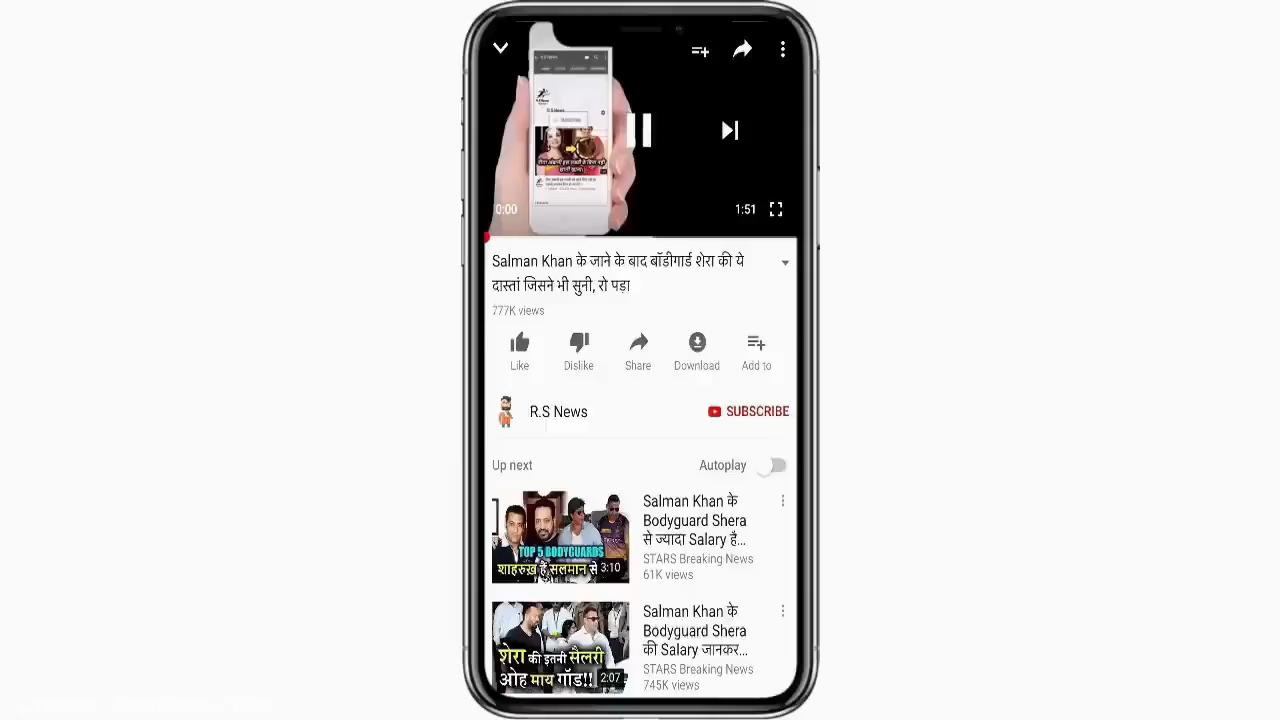 R.S News
0:00
1:51
Salman Khan के जाने के बाद बॉडीगार्ड शेरा की ये
दास्तां जिसने भी सुनी, रो पड़ा
777K views
Like
Dislike
Share
Download
Add to
R.S News
SUBSCRIBE
Up next
Autoplay
TOP 5 BODYGUARDS
शाहरुख़ हैं सलमान से
3:10
Salman Khan के
Bodyguard Shera
से ज्यादा Salary है...
STARS Breaking News
61K views
शेरा की इतनी सैलरी
ओह माय गॉड!!
2:07
Salman Khan के
Bodyguard Shera
की Salary जानकर...
STARS Breaking News
745K views